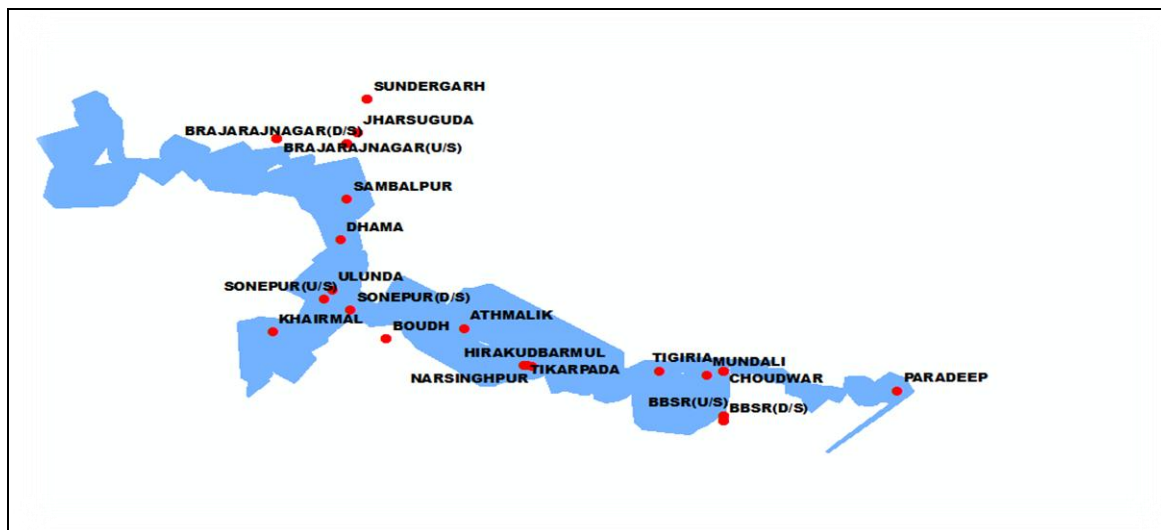 SUNDERGARH
JHARSUGUDA
BRAJARAJNAGAR(D/S)
BRAJARAJNAGAR(U/S)
SAMBALPUR
DHAMA
ULUNDA
SONEPUR(U/S)
SONEPUR(D/S)
KHAIRMAL
BOUDH
ATHMALIK
HIRAKUDBARMUL
TIKARPADA
NARSINGHPUR
TIGIRIA
MUNDALI
CHOUDWAR
PARADEEP
BBSR(U/S)
BBSR(D/S)